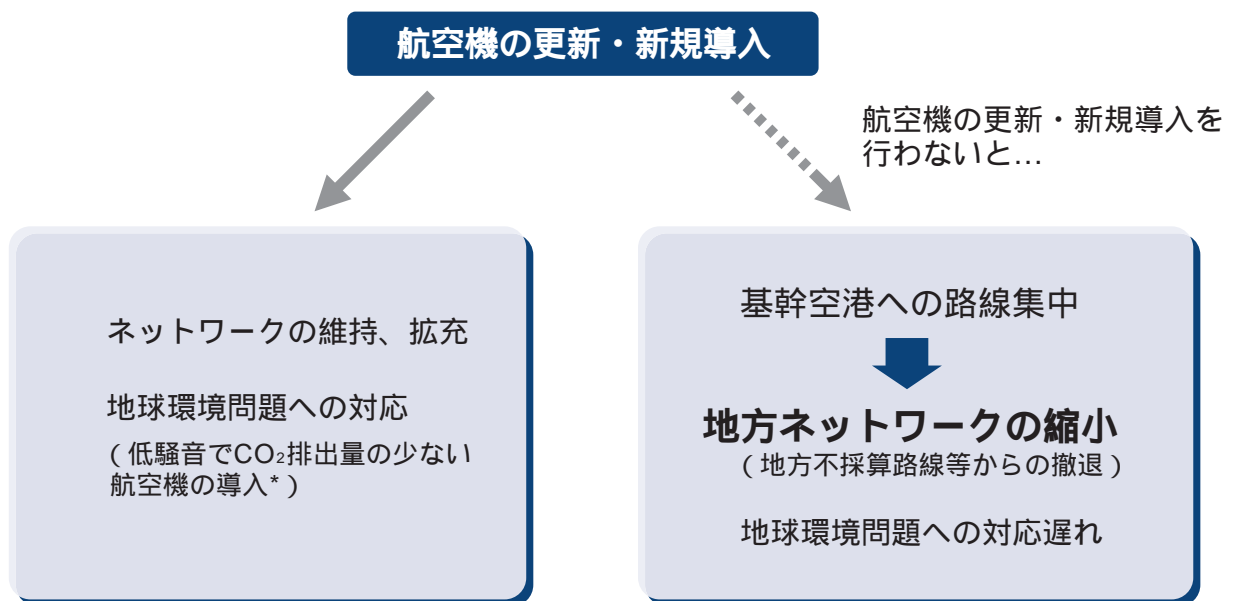 航空機の更新・新規導入
航空機の更新・新規導入を
行わないと…
ネットワークの維持、拡充
地球環境問題への対応
（低騒音でCO₂排出量の少ない
航空機の導入*）
基幹空港への路線集中
地方ネットワークの縮小
（地方不採算路線等からの撤退）
地球環境問題への対応遅れ